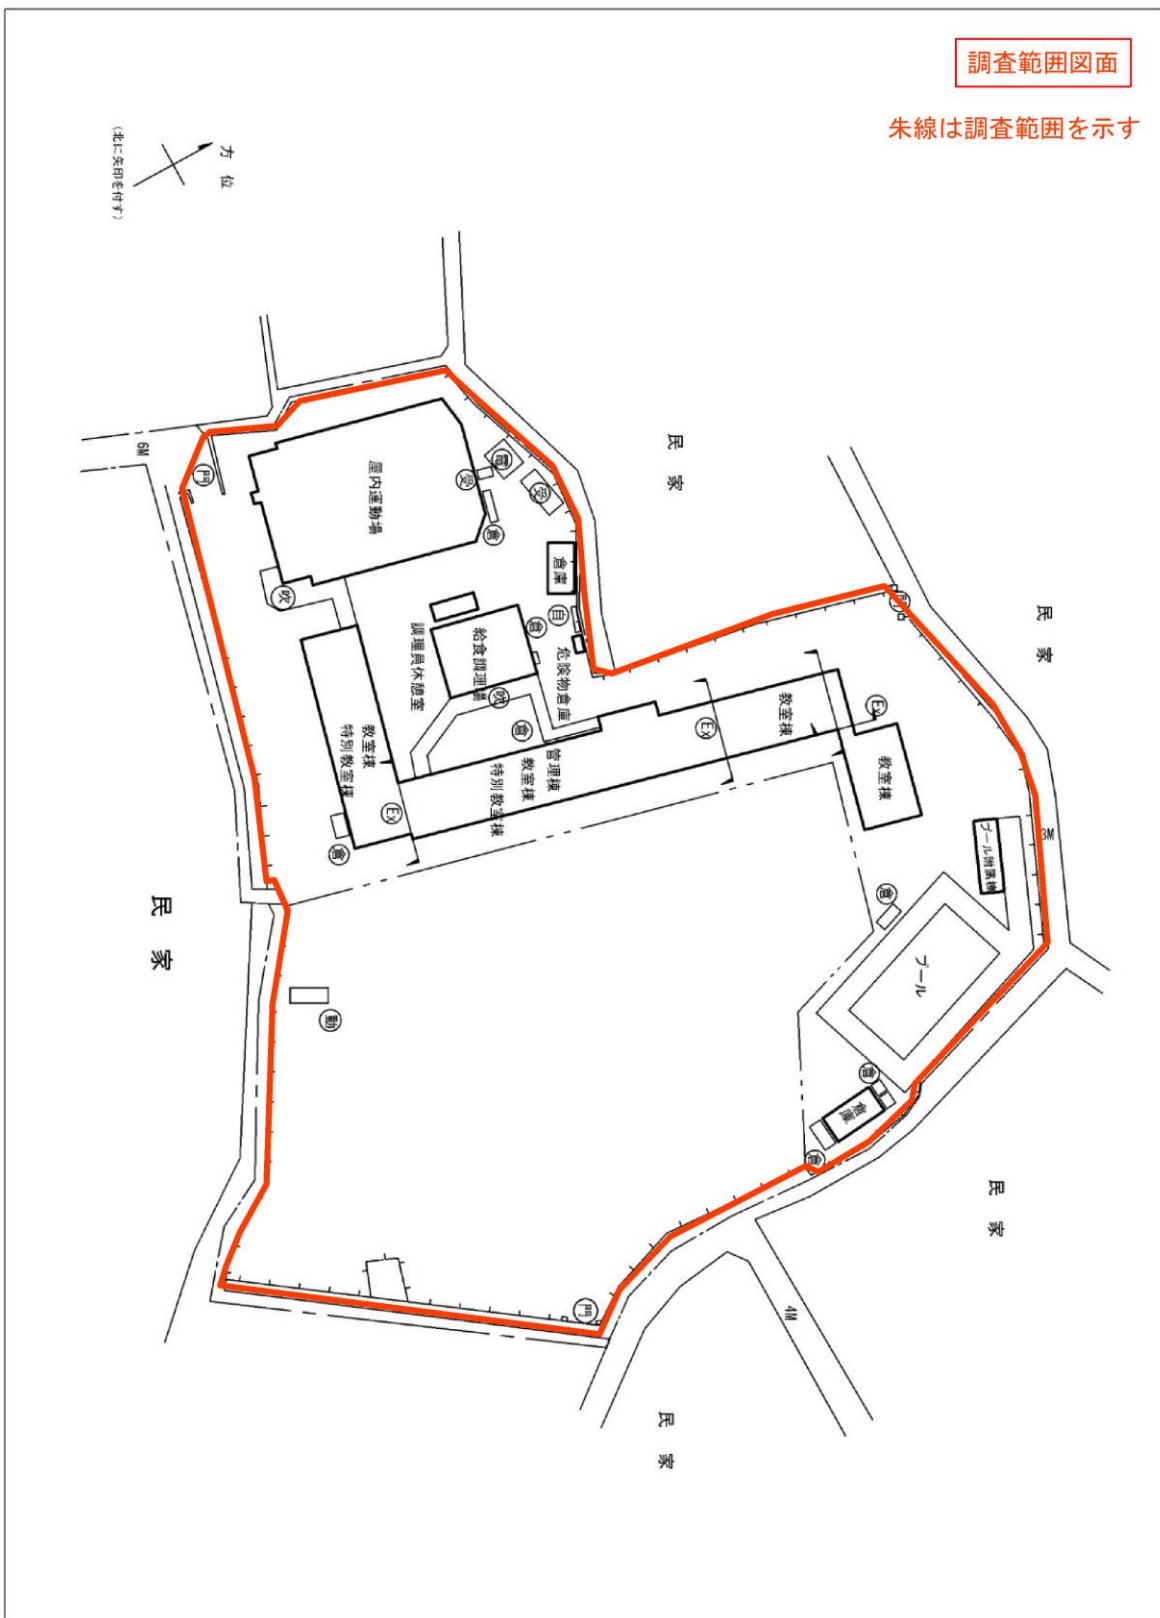 調査範囲図面
朱線は調査範囲を示す
方位
(北に矢印を付す)
民家
民家
6M
門
屋内運動場
受
電
受
倉
倉庫
自
危険物倉庫
倉
給食調理場
調理員休憩室
吹
吹
倉
教室棟
特別教室棟
Ex
倉
管理棟
教室棟
特別教室棟
Ex
教室棟
Ex
教室棟
門
3M
プール附属棟
倉
プール
倉
倉庫
倉
民家
動
門
4M
民家
民家